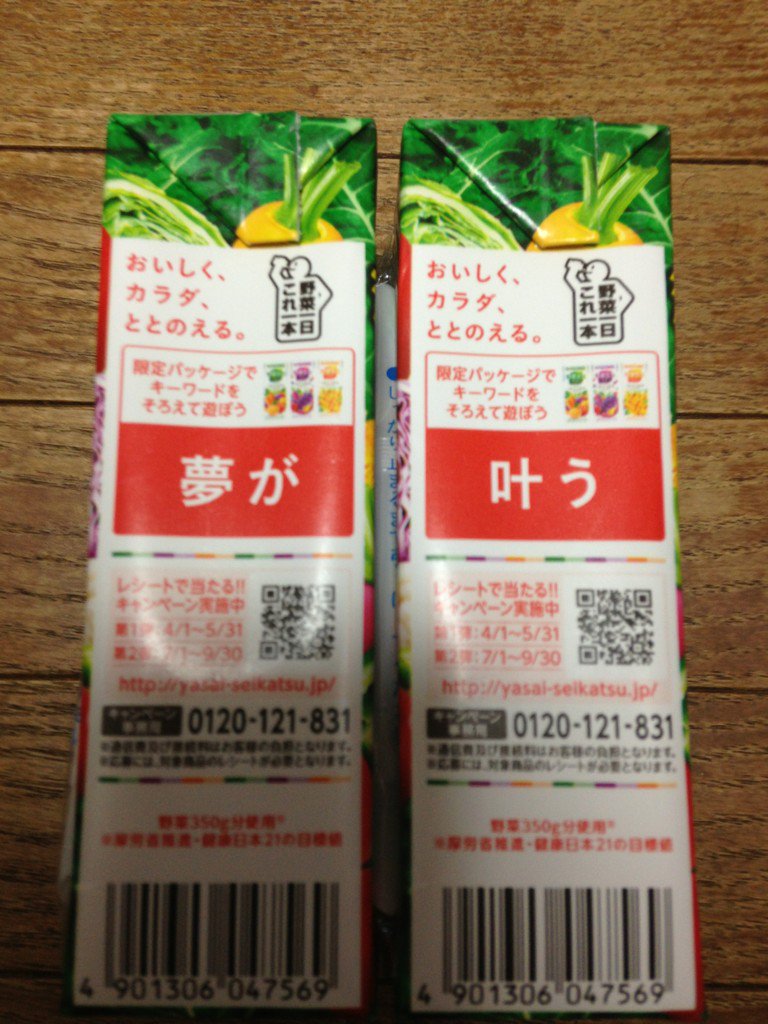 おいしく、
カラダ、
ととのえる。
野菜一日
これ一本
限定パッケージで
キーワードを
そろえて遊ぼう
夢が
レシートで当たる!!
キャンペーン実施中
第1弾:4/1〜5/31
第2弾:7/1〜9/30
http://yasai-seikatsu.jp/
キャンペーン
事務局
0120-121-831
※通信費及び接続料はお客様の負担となります。
※応募には、対象商品のレシートが必要となります。
野菜350g分使用※
※厚労省推進・健康日本21の目標値
4 901306 047569
おいしく、
カラダ、
ととのえる。
野菜一日
これ一本
限定パッケージで
キーワードを
そろえて遊ぼう
叶う
レシートで当たる!!
キャンペーン実施中
第1弾:4/1〜5/31
第2弾:7/1〜9/30
http://yasai-seikatsu.jp/
キャンペーン
事務局
0120-121-831
※通信費及び接続料はお客様の負担となります。
※応募には、対象商品のレシートが必要となります。
野菜350g分使用※
※厚労省推進・健康日本21の目標値
4 901306 047569